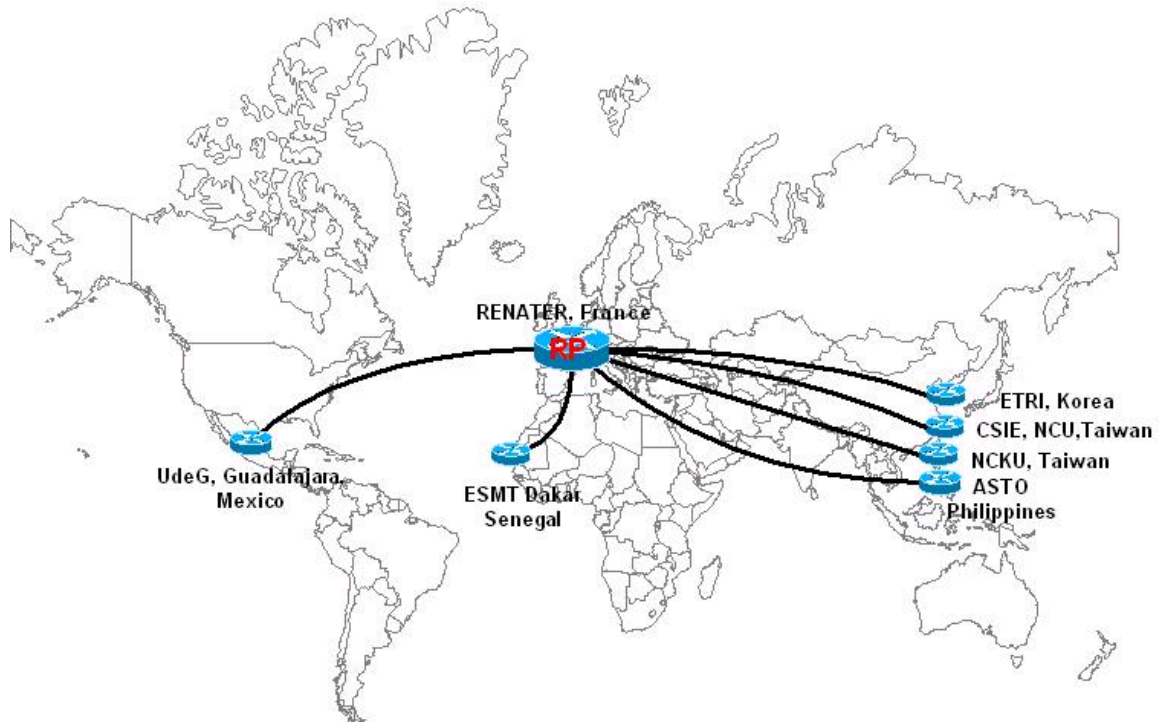 RENATER, France
RP
ETRI, Korea
CSIE, NCU,Taiwan
NCKU, Taiwan
ASTO
Philippines
UdeG, Guadalajara,
Mexico
ESMT Dakar
Senegal